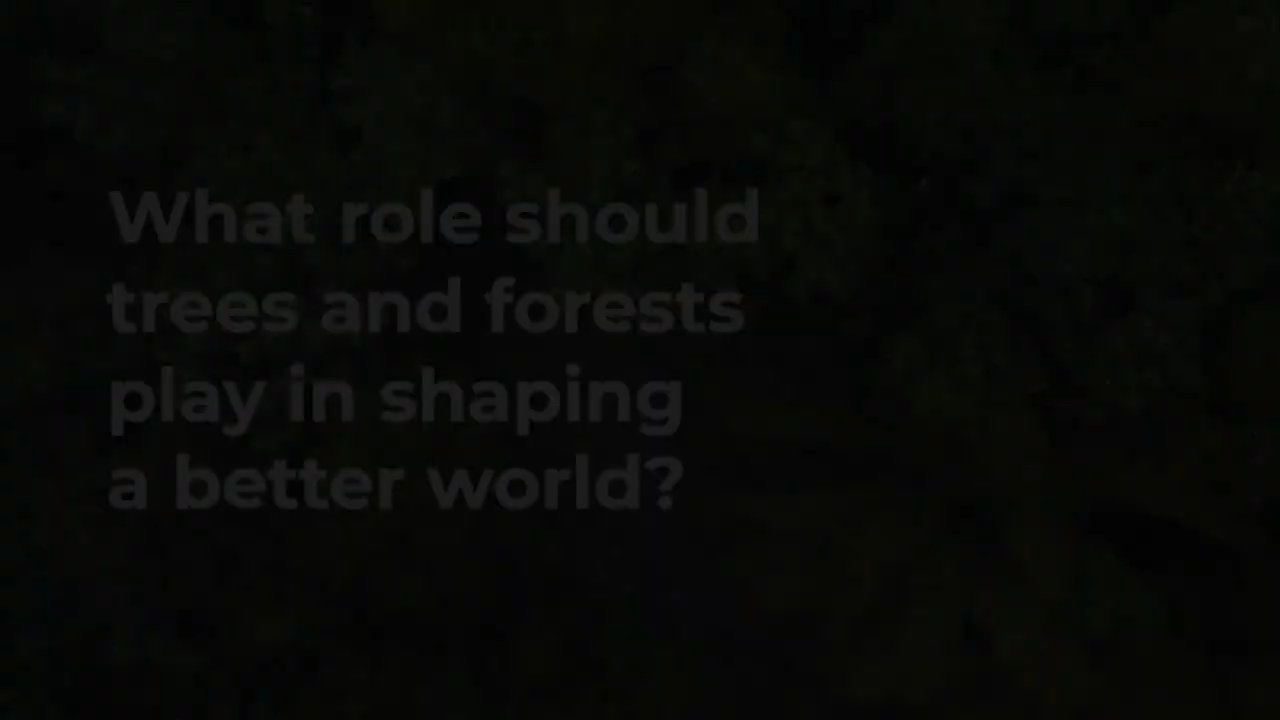 What role should
trees and forests
play in shaping
a better world?